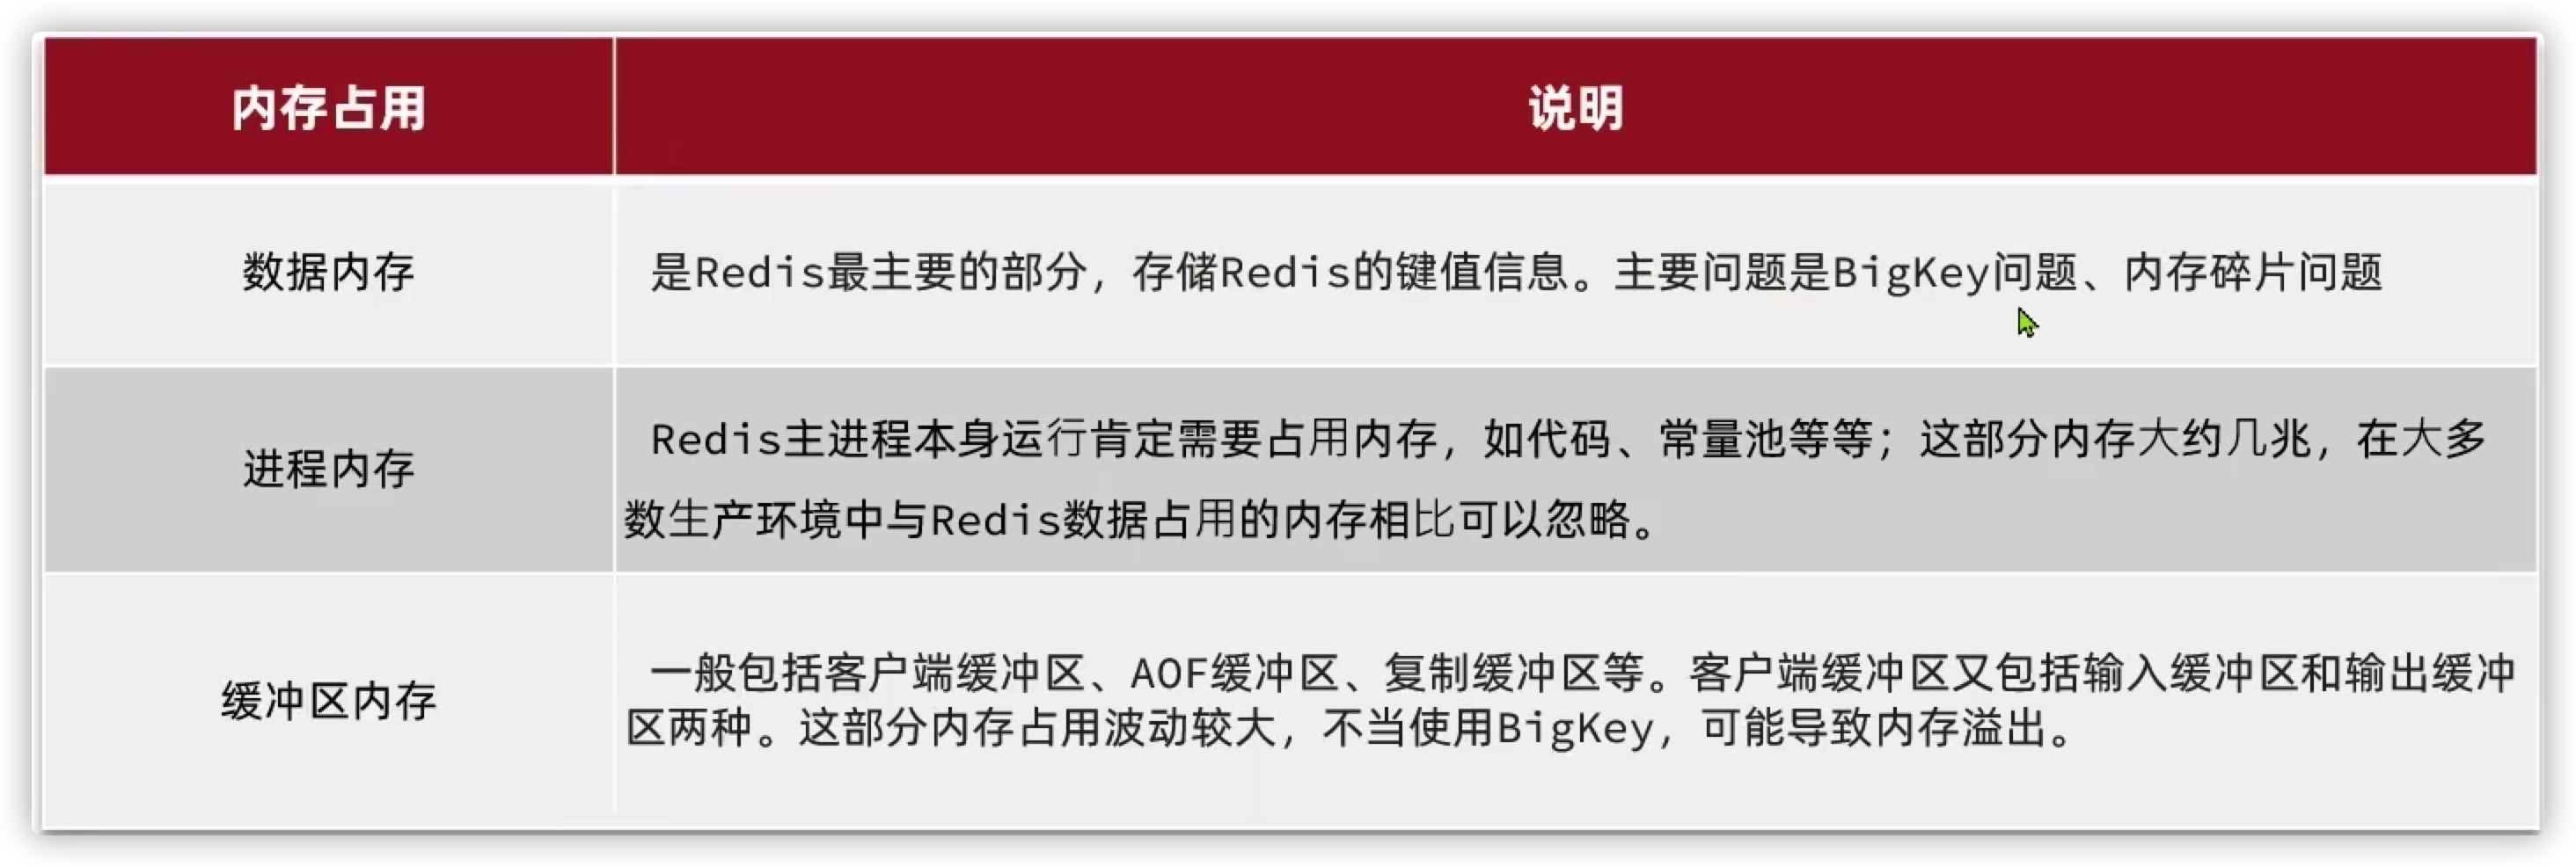 内存占用
说明
数据内存
是Redis最主要的部分，存储Redis的键值信息。主要问题是BigKey问题、内存碎片问题
进程内存
Redis主进程本身运行肯定需要占用内存，如代码、常量池等等；这部分内存大约几兆，在大多
数生产环境中与Redis数据占用的内存相比可以忽略。
缓冲区内存
一般包括客户端缓冲区、AOF缓冲区、复制缓冲区等。客户端缓冲区又包括输入缓冲区和输出缓冲
区两种。这部分内存占用波动较大，不当使用BigKey，可能导致内存溢出。